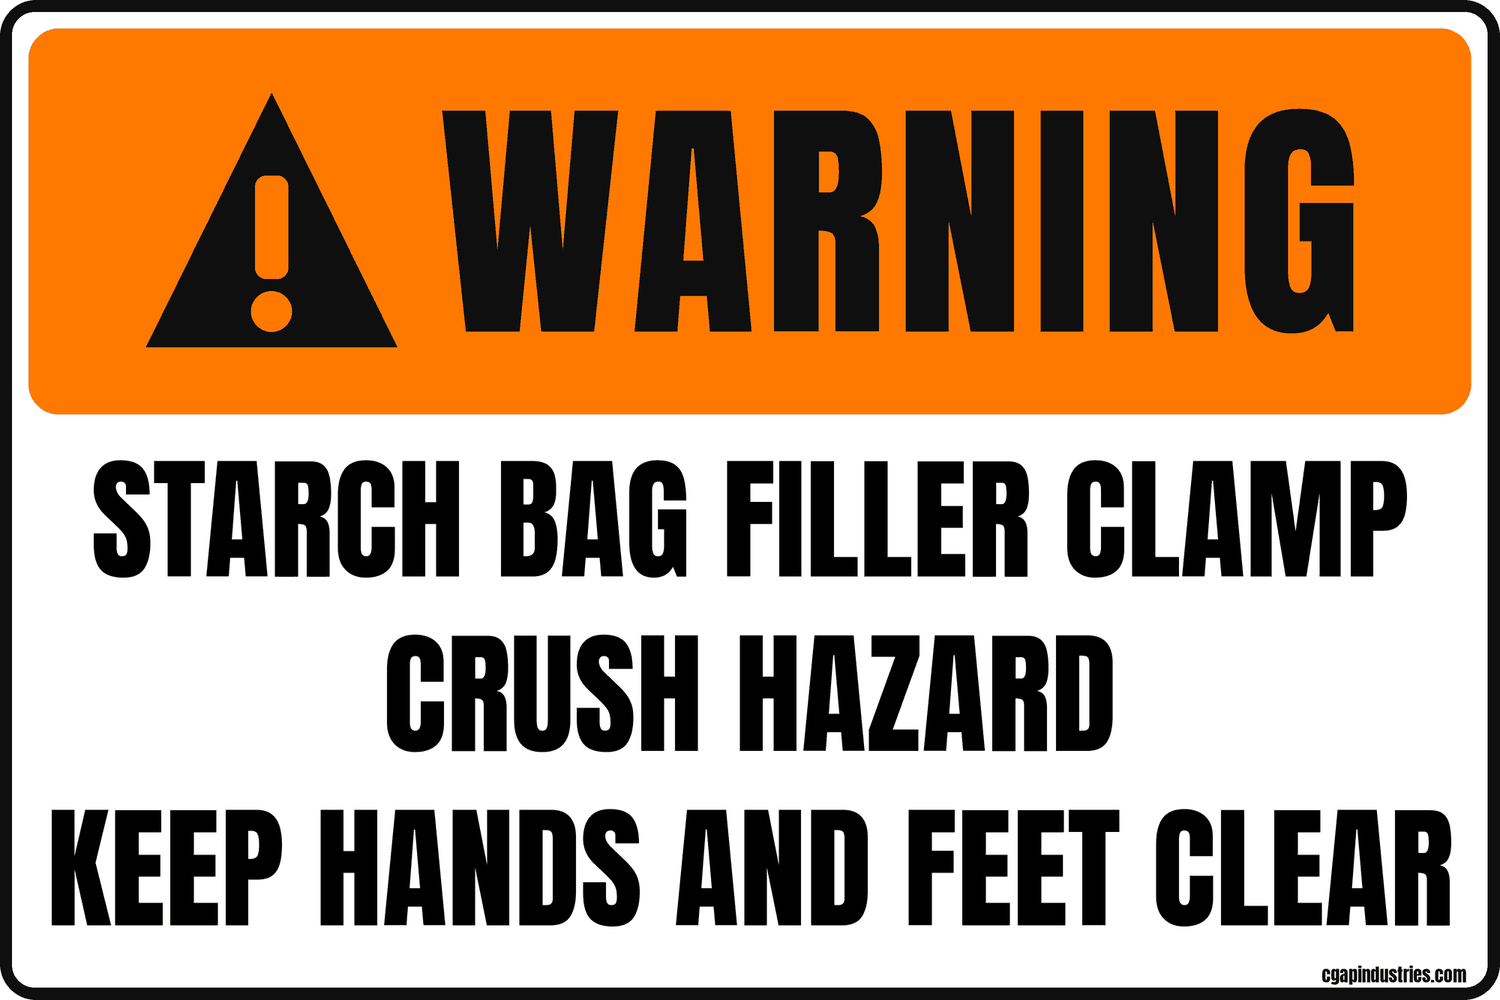 WARNING
STARCH BAG FILLER CLAMP
CRUSH HAZARD
KEEP HANDS AND FEET CLEAR
cgapindustries.com